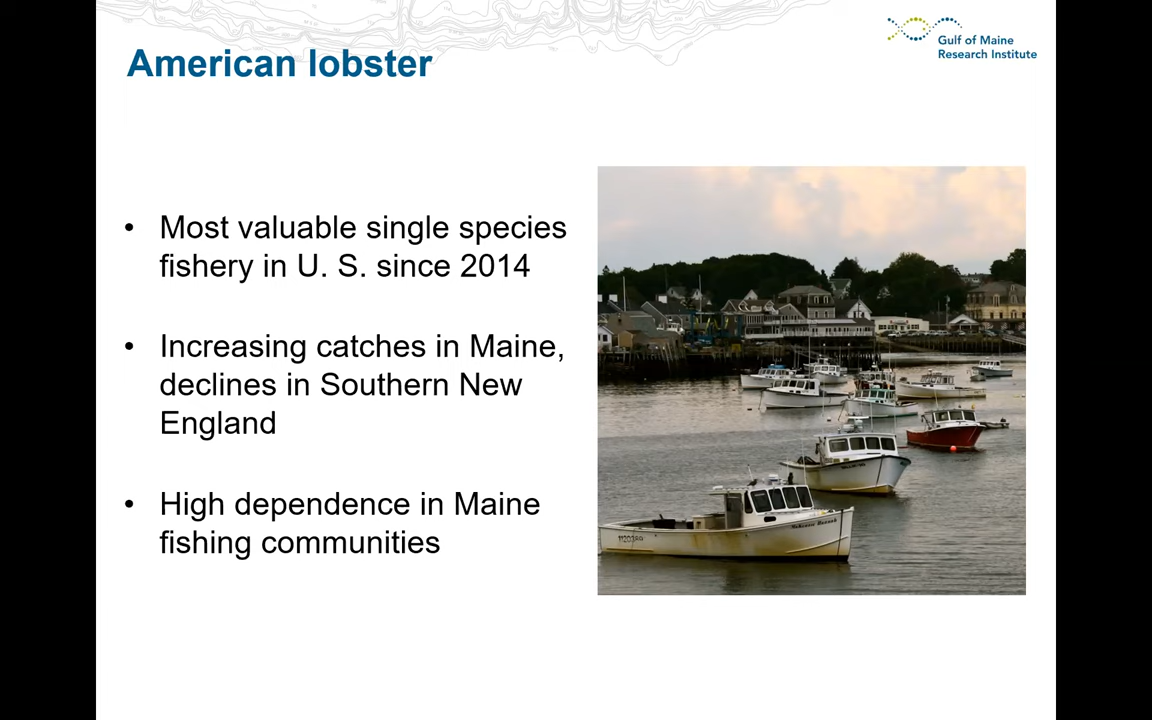 American lobster
Gulf of Maine
Research Institute
• Most valuable single species
fishery in U. S. since 2014
• Increasing catches in Maine,
declines in Southern New
England
• High dependence in Maine
fishing communities